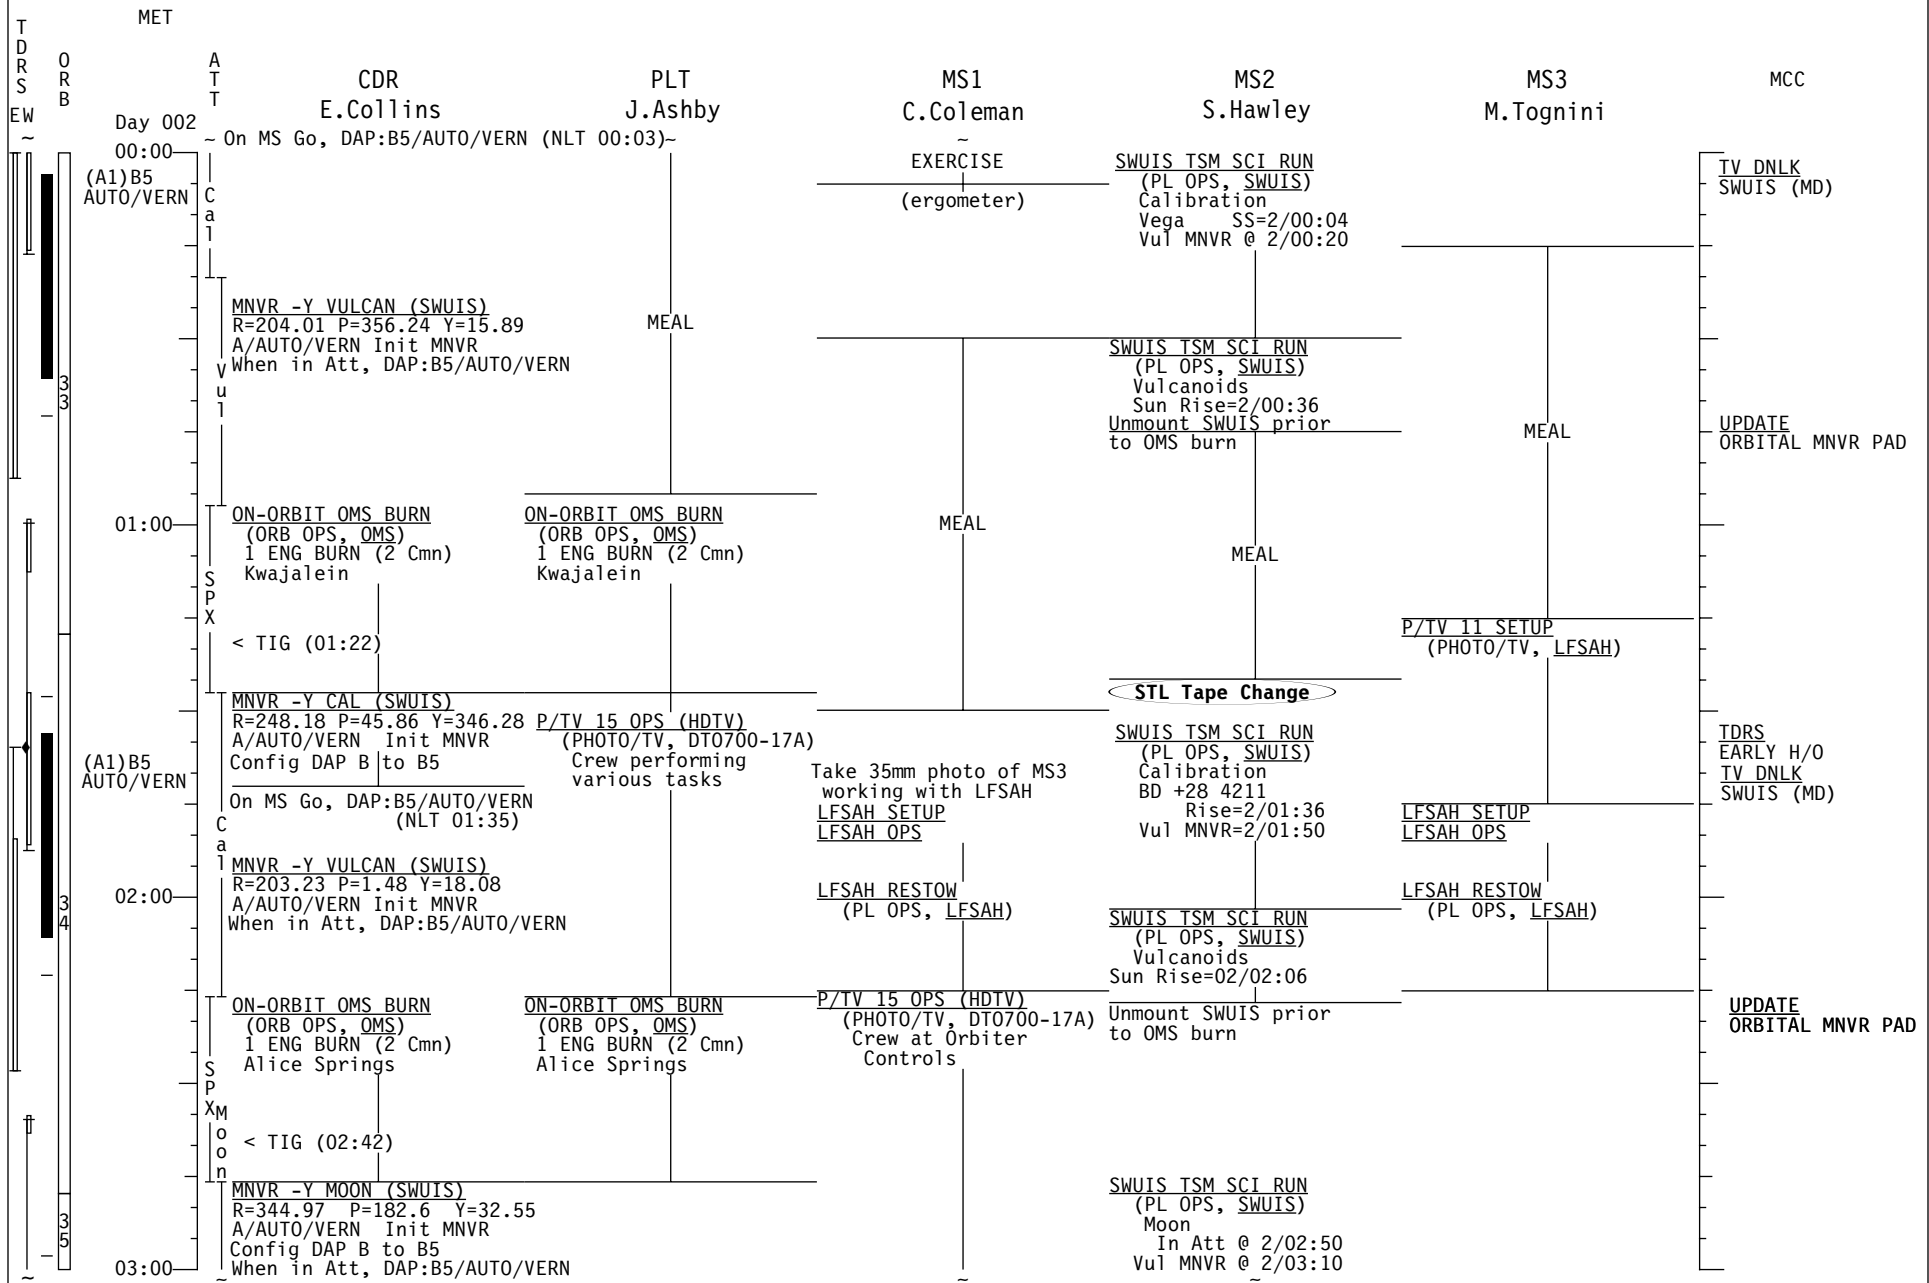 MET
TDRS
EW
ORB
ATT
CDR
E.Collins
PLT
J.Ashby
MS1
C.Coleman
MS2
S.Hawley
MS3
M.Tognini
MCC
Day 002
~ On MS Go, DAP:B5/AUTO/VERN (NLT 00:03)~
00:00
(A1)B5
AUTO/VERN
Cal
33
Vul
MNVR -Y VULCAN (SWUIS)
R=204.01 P=356.24 Y=15.89
A/AUTO/VERN Init MNVR
When in Att, DAP:B5/AUTO/VERN
MEAL
EXERCISE
(ergometer)
SWUIS TSM SCI RUN
(PL OPS, SWUIS)
Calibration
Vega SS=2/00:04
Vul MNVR @ 2/00:20
TV DNLK
SWUIS (MD)
SWUIS TSM SCI RUN
(PL OPS, SWUIS)
Vulcanoids
Sun Rise=2/00:36
Unmount SWUIS prior
to OMS burn
MEAL
UPDATE
ORBITAL MNVR PAD
01:00
SPX
ON-ORBIT OMS BURN
(ORB OPS, OMS)
1 ENG BURN (2 Cmn)
Kwajalein
< TIG (01:22)
ON-ORBIT OMS BURN
(ORB OPS, OMS)
1 ENG BURN (2 Cmn)
Kwajalein
MEAL
MEAL
P/TV 11 SETUP
(PHOTO/TV, LFSAH)
STL Tape Change
(A1)B5
AUTO/VERN
Cal
34
MNVR -Y CAL (SWUIS)
R=248.18 P=45.86 Y=346.28
A/AUTO/VERN Init MNVR
Config DAP B to B5
On MS Go, DAP:B5/AUTO/VERN
(NLT 01:35)
P/TV 15 OPS (HDTV)
(PHOTO/TV, DTO700-17A)
Crew performing
various tasks
Take 35mm photo of MS3
working with LFSAH
LFSAH SETUP
LFSAH OPS
SWUIS TSM SCI RUN
(PL OPS, SWUIS)
Calibration
BD +28 4211
Rise=2/01:36
Vul MNVR=2/01:50
LFSAH SETUP
LFSAH OPS
TDRS
EARLY H/O
TV DNLK
SWUIS (MD)
MNVR -Y VULCAN (SWUIS)
R=203.23 P=1.48 Y=18.08
A/AUTO/VERN Init MNVR
When in Att, DAP:B5/AUTO/VERN
02:00
LFSAH RESTOW
(PL OPS, LFSAH)
SWUIS TSM SCI RUN
(PL OPS, SWUIS)
Vulcanoids
Sun Rise=02/02:06
LFSAH RESTOW
(PL OPS, LFSAH)
SPX
Moon
ON-ORBIT OMS BURN
(ORB OPS, OMS)
1 ENG BURN (2 Cmn)
Alice Springs
< TIG (02:42)
ON-ORBIT OMS BURN
(ORB OPS, OMS)
1 ENG BURN (2 Cmn)
Alice Springs
P/TV 15 OPS (HDTV)
(PHOTO/TV, DTO700-17A)
Crew at Orbiter
Controls
Unmount SWUIS prior
to OMS burn
UPDATE
ORBITAL MNVR PAD
35
MNVR -Y MOON (SWUIS)
R=344.97 P=182.6 Y=32.55
A/AUTO/VERN Init MNVR
Config DAP B to B5
When in Att, DAP:B5/AUTO/VERN
SWUIS TSM SCI RUN
(PL OPS, SWUIS)
Moon
In Att @ 2/02:50
Vul MNVR @ 2/03:10
03:00